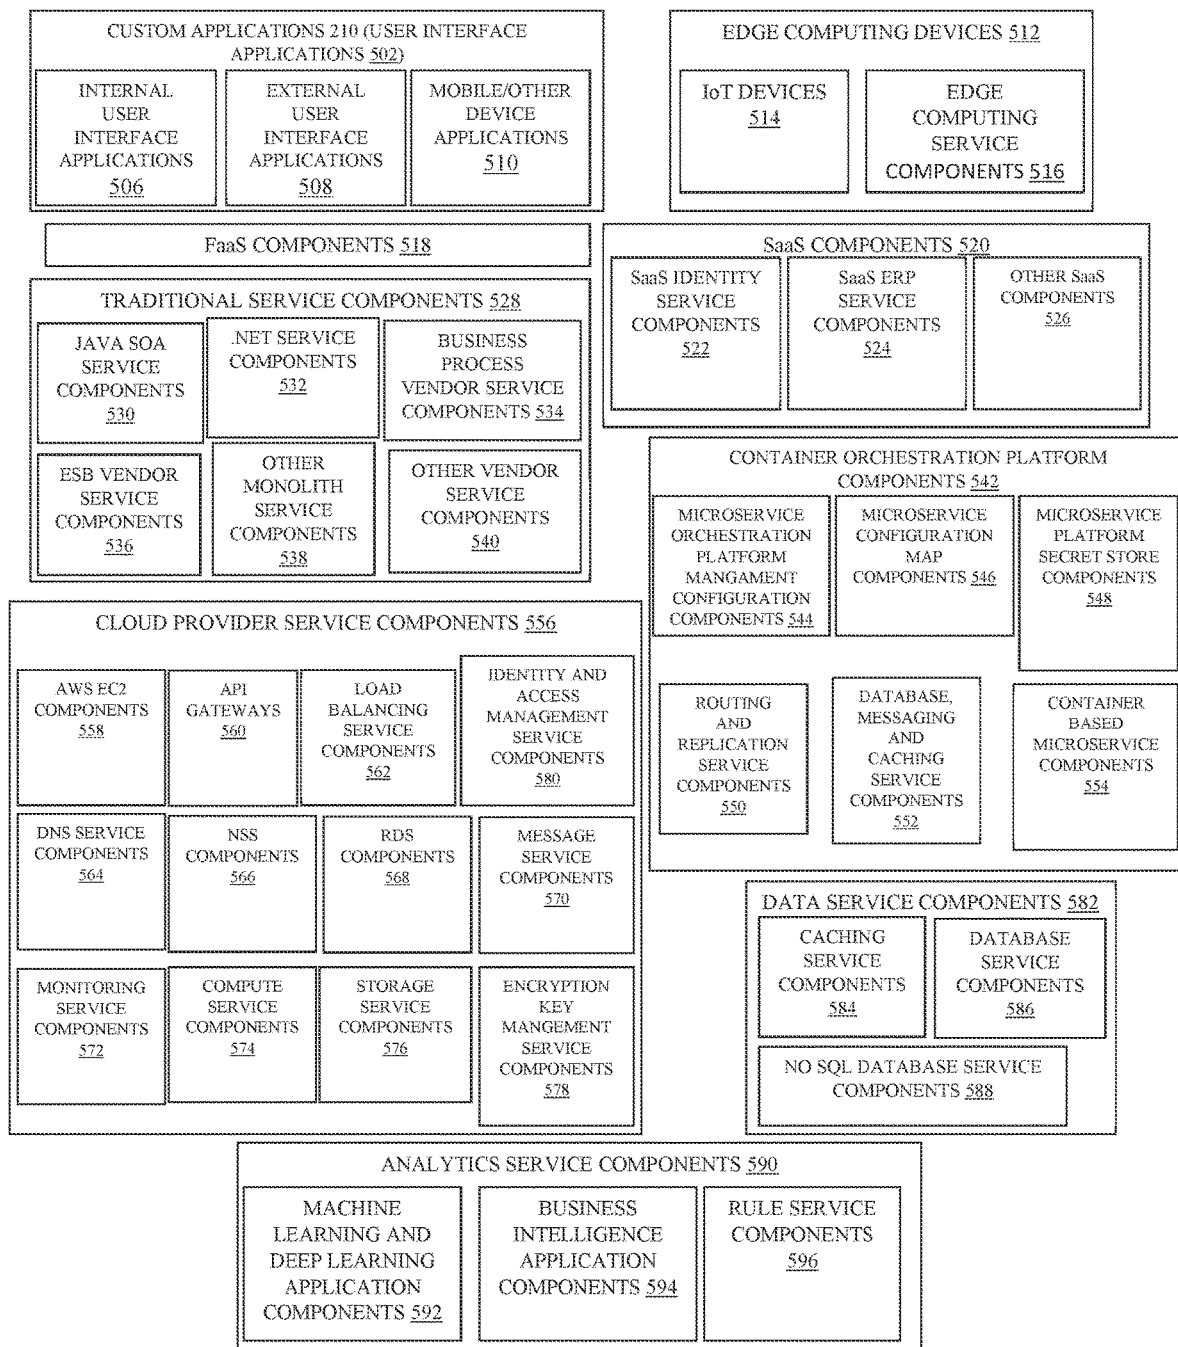 CUSTOM APPLICATIONS 210 (USER INTERFACE
APPLICATIONS 502)
INTERNAL
USER
INTERFACE
APPLICATIONS
506
EXTERNAL
USER
INTERFACE
APPLICATIONS
508
MOBILE/OTHER
DEVICE
APPLICATIONS
510
EDGE COMPUTING DEVICES 512
IoT DEVICES
514
EDGE
COMPUTING
SERVICE
COMPONENTS 516
FaaS COMPONENTS 518
SaaS COMPONENTS 520
SaaS IDENTITY
SERVICE
COMPONENTS
522
SaaS ERP
SERVICE
COMPONENTS
524
OTHER SaaS
COMPONENTS
526
TRADITIONAL SERVICE COMPONENTS 528
JAVA SOA
SERVICE
COMPONENTS
530
.NET SERVICE
COMPONENTS
532
BUSINESS
PROCESS
VENDOR SERVICE
COMPONENTS 534
ESB VENDOR
SERVICE
COMPONENTS
536
OTHER
MONOLITH
SERVICE
COMPONENTS
538
OTHER VENDOR
SERVICE
COMPONENTS
540
CONTAINER ORCHESTRATION PLATFORM
COMPONENTS 542
MICROSERVICE
ORCHESTRATION
PLATFORM
MANGAMENT
CONFIGURATION
COMPONENTS 544
MICROSERVICE
CONFIGURATION
MAP
COMPONENTS 546
MICROSERVICE
PLATFORM
SECRET STORE
COMPONENTS
548
ROUTING
AND
REPLICATION
SERVICE
COMPONENTS
550
DATABASE,
MESSAGING
AND
CACHING
SERVICE
COMPONENTS
552
CONTAINER
BASED
MICROSERVICE
COMPONENTS
554
CLOUD PROVIDER SERVICE COMPONENTS 556
AWS EC2
COMPONENTS
558
API
GATEWAYS
560
LOAD
BALANCING
SERVICE
COMPONENTS
562
IDENTITY AND
ACCESS
MANAGEMENT
SERVICE
COMPONENTS
580
DNS SERVICE
COMPONENTS
564
NSS
COMPONENTS
566
RDS
COMPONENTS
568
MESSAGE
SERVICE
COMPONENTS
570
MONITORING
SERVICE
COMPONENTS
572
COMPUTE
SERVICE
COMPONENTS
574
STORAGE
SERVICE
COMPONENTS
576
ENCRYPTION
KEY
MANGEMENT
SERVICE
COMPONENTS
578
DATA SERVICE COMPONENTS 582
CACHING
SERVICE
COMPONENTS
584
DATABASE
SERVICE
COMPONENTS
586
NO SQL DATABASE SERVICE
COMPONENTS 588
ANALYTICS SERVICE COMPONENTS 590
MACHINE
LEARNING AND
DEEP LEARNING
APPLICATION
COMPONENTS 592
BUSINESS
INTELLIGENCE
APPLICATION
COMPONENTS 594
RULE SERVICE
COMPONENTS
596